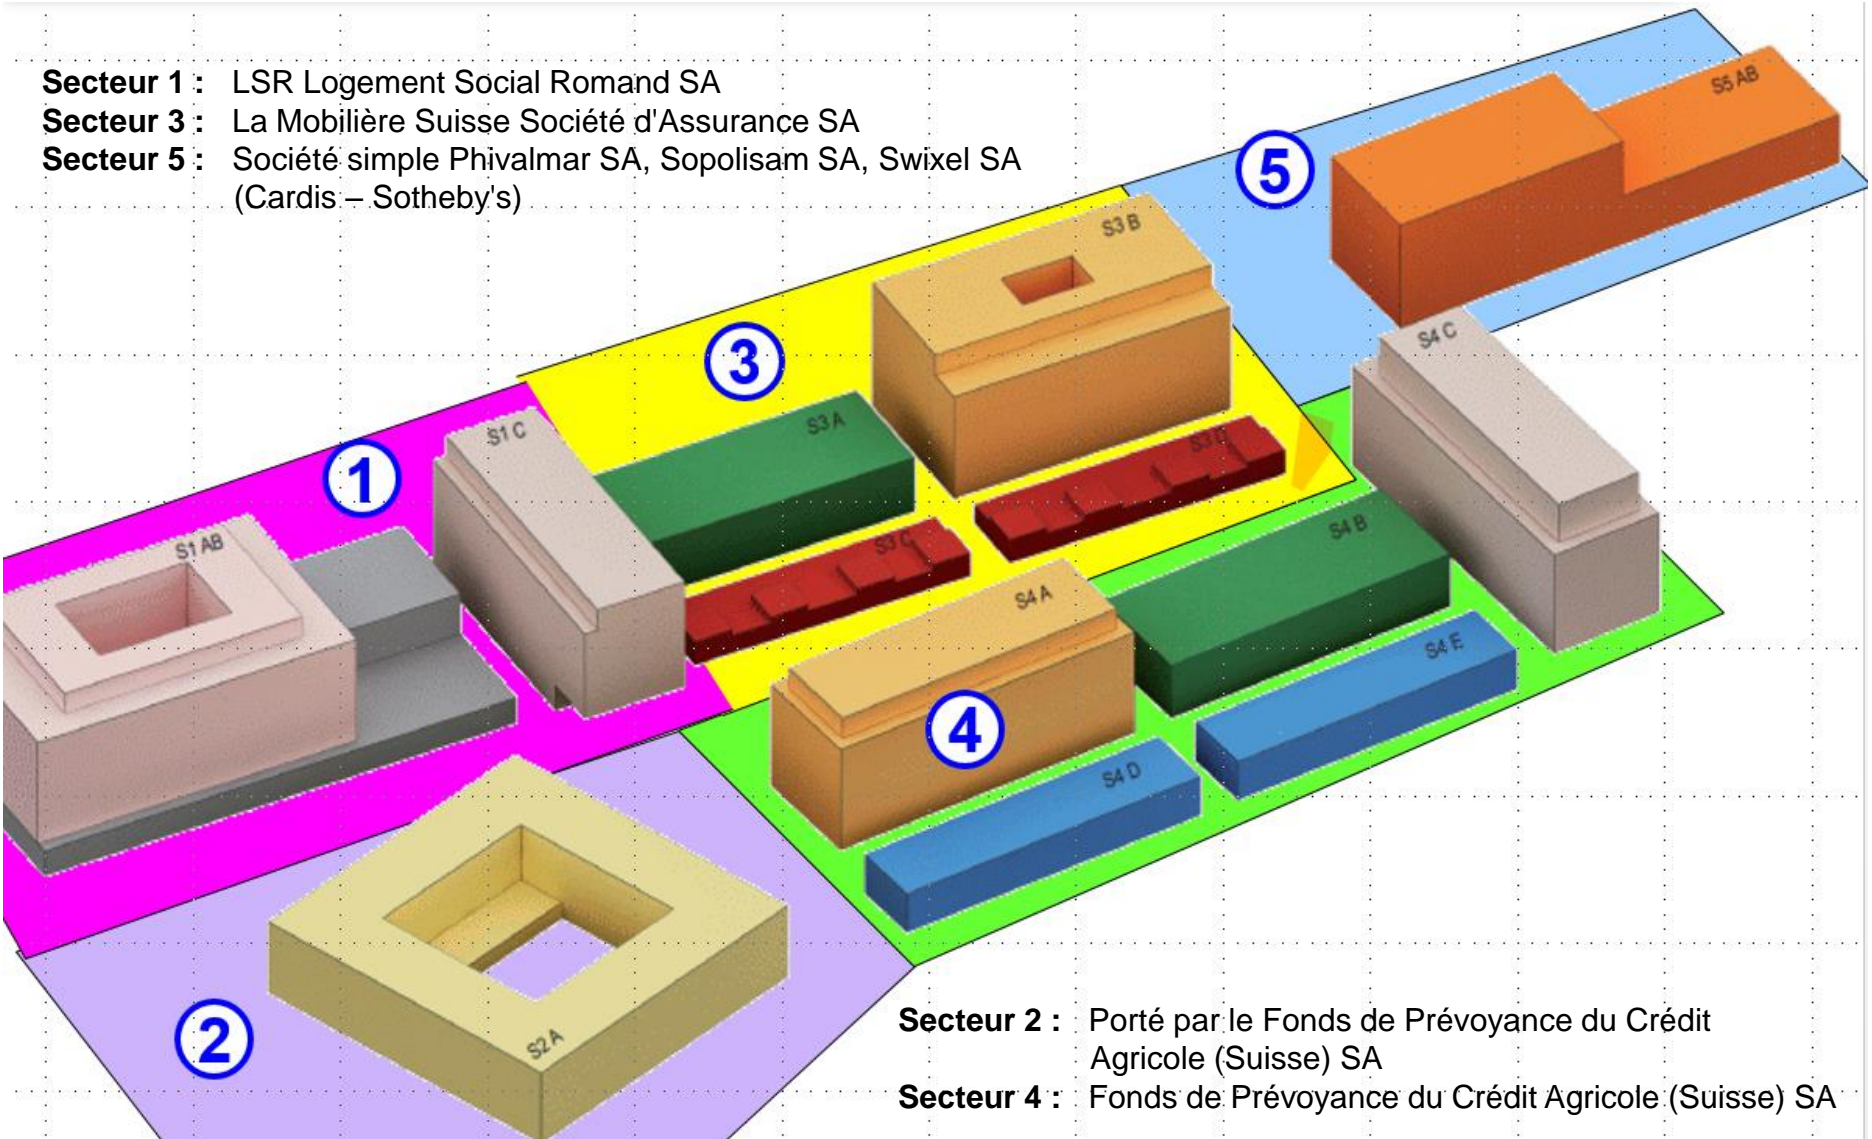 Secteur 1 : LSR Logement Social Romand SA
Secteur 3 : La Mobilière Suisse Société d'Assurance SA
Secteur 5 : Société simple Phivalmar SA, Sopolisam SA, Swixel SA
(Cardis – Sotheby's)
S5 AB
5
S3 B
S4 C
3
S3 A
S1 C
S3 D
1
S4 B
S1 AB
S3 C
S4 A
S4 E
4
S4 D
2
S2 A
Secteur 2 : Porté par le Fonds de Prévoyance du Crédit
Agricole (Suisse) SA
Secteur 4 : Fonds de Prévoyance du Crédit Agricole (Suisse) SA